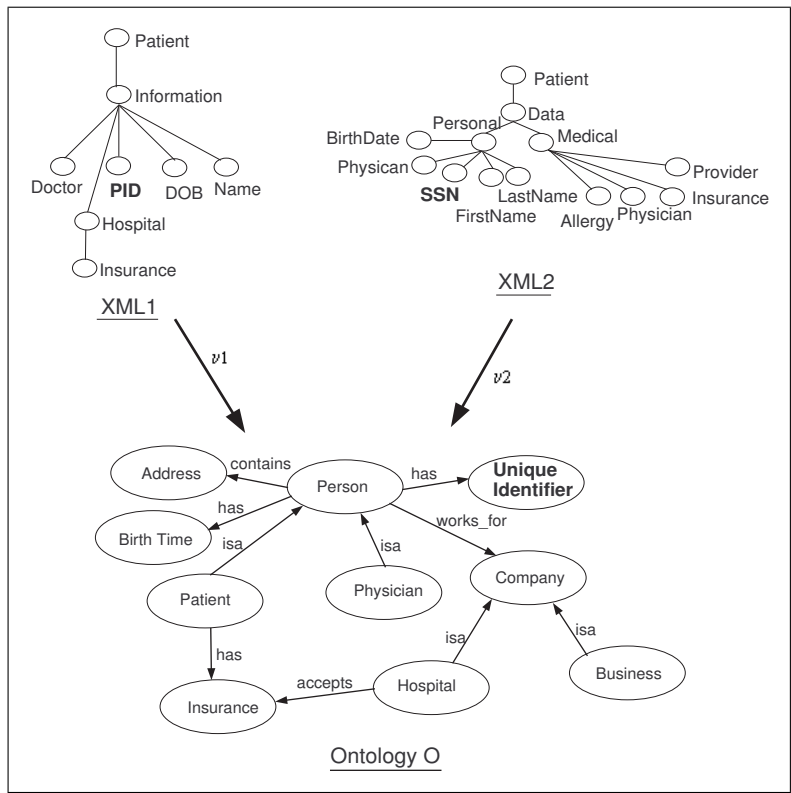 Patient
Information
Doctor
PID
DOB
Name
Hospital
Insurance
XML1
Patient
Data
Personal
Medical
BirthDate
Physican
SSN
FirstName
LastName
Provider
Insurance
Physician
Allergy
XML2
ν1
ν2
Address
contains
Person
has
Unique
Identifier
has
Birth Time
isa
works_for
isa
Company
Patient
Physician
has
isa
isa
Business
accepts
Hospital
Insurance
Ontology O